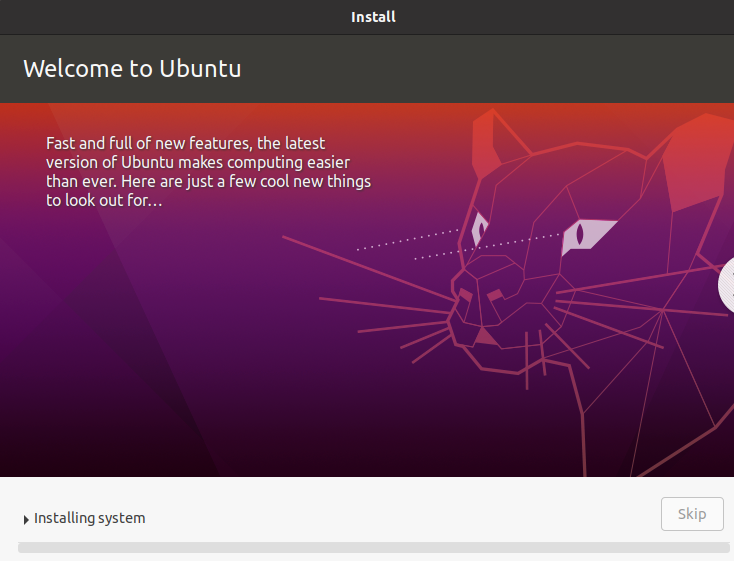 Install
Welcome to Ubuntu
Fast and full of new features, the latest
version of Ubuntu makes computing easier
than ever. Here are just a few cool new things
to look out for…
Installing system
Skip